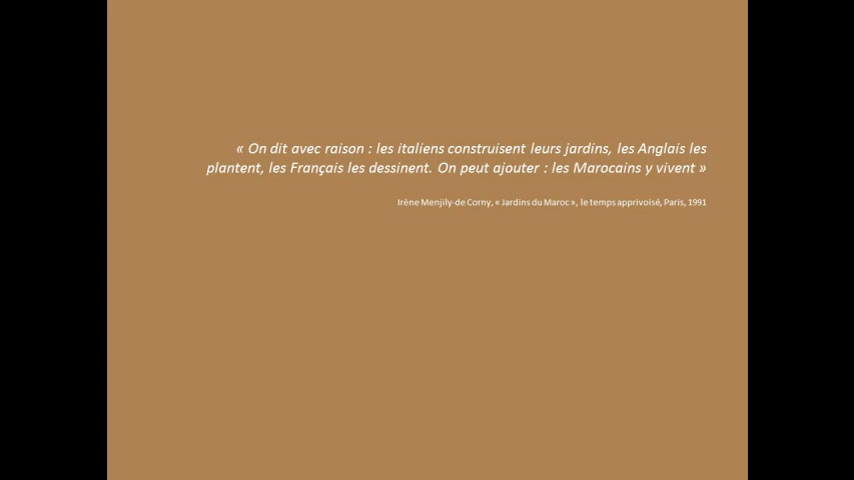 « On dit avec raison : les italiens construisent leurs jardins, les Anglais les
plantent, les Français les dessinent. On peut ajouter : les Marocains y vivent »
Irène Menjily-de Corny, « Jardins du Maroc », le temps apprivoisé, Paris, 1991